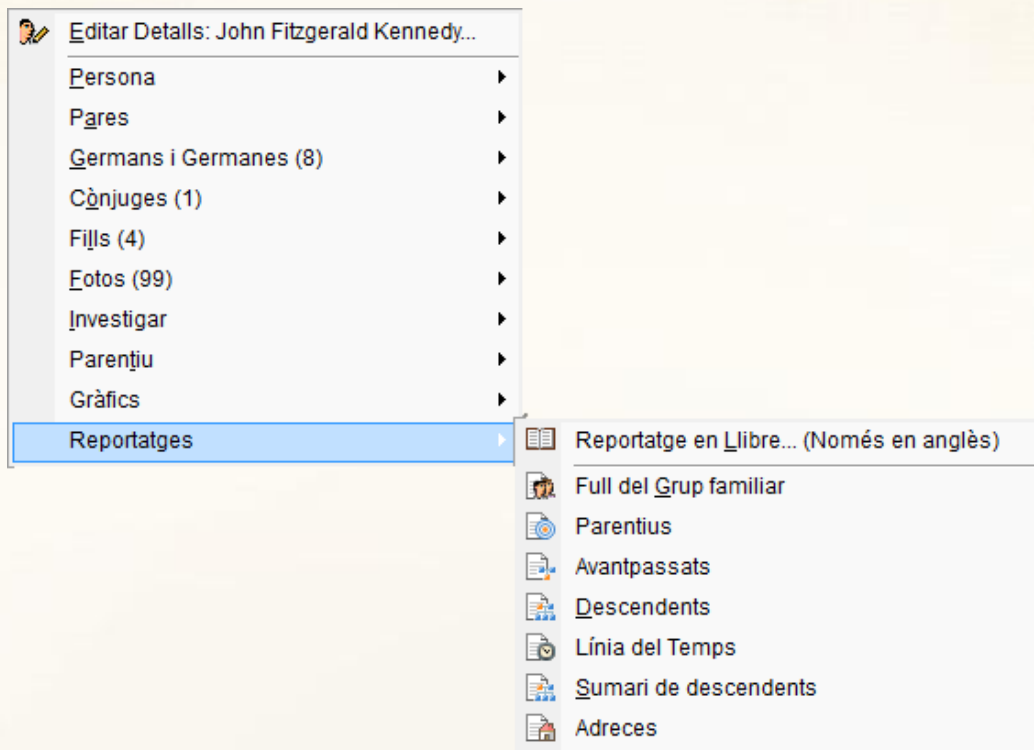 Editar Detalls: John Fitzgerald Kennedy...
Persona
Pares
Germans i Germanes (8)
Cònjuges (1)
Fills (4)
Fotos (99)
Investigar
Parenţiu
Gràfics
Reportatges
Reportatge en Llibre... (Només en anglès)
Full del Grup familiar
Parentius
Avantpassats
Descendents
Línia del Temps
Sumari de descendents
Adreces